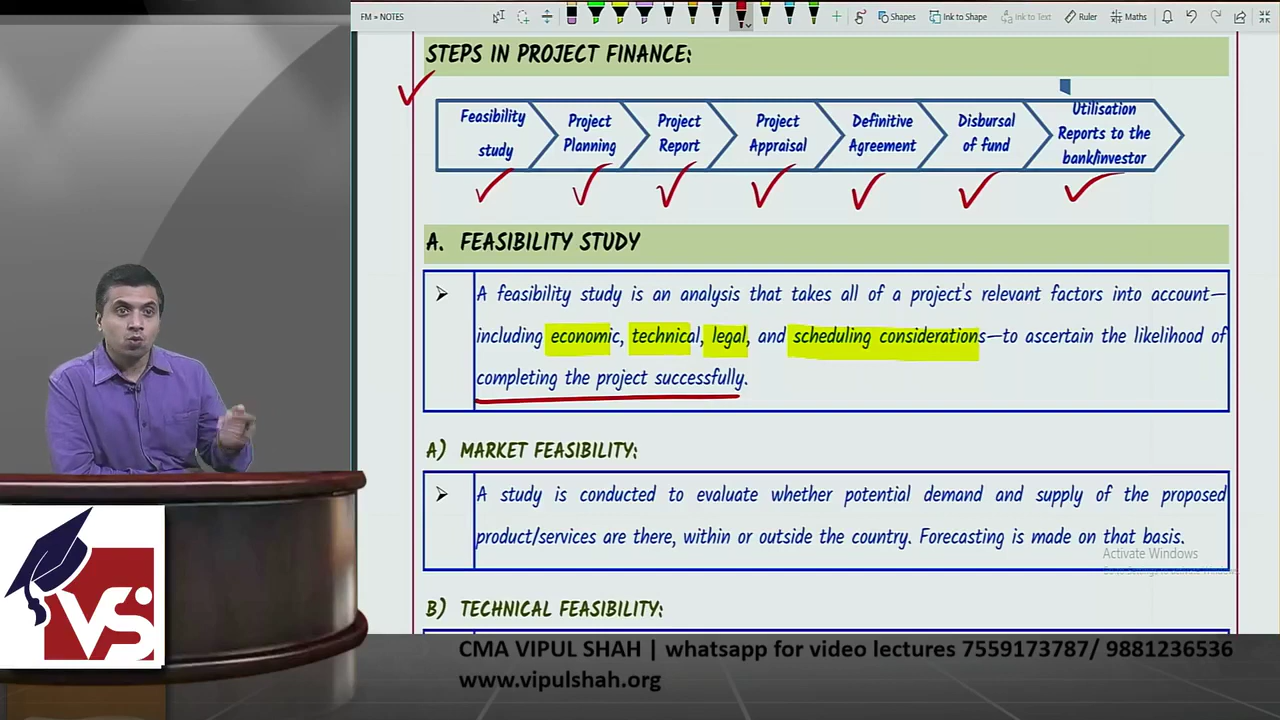 FM » NOTES
Shapes
Ink to Shape
Ink to Text
Ruler
Maths
STEPS IN PROJECT FINANCE:
Feasibility
study
Project
Planning
Project
Report
Project
Appraisal
Definitive
Agreement
Disbursal
of fund
Utilisation
Reports to the
bank/investor
A. FEASIBILITY STUDY
A feasibility study is an analysis that takes all of a project's relevant factors into account—
including economic, technical, legal, and scheduling considerations—to ascertain the likelihood of
completing the project successfully.
A) MARKET FEASIBILITY:
A study is conducted to evaluate whether potential demand and supply of the proposed
product/services are there, within or outside the country. Forecasting is made on that basis.
Activate Windows
B) TECHNICAL FEASIBILITY:
VS
CMA VIPUL SHAH | whatsapp for video lectures 7559173787/ 9881236536
www.vipulshah.org